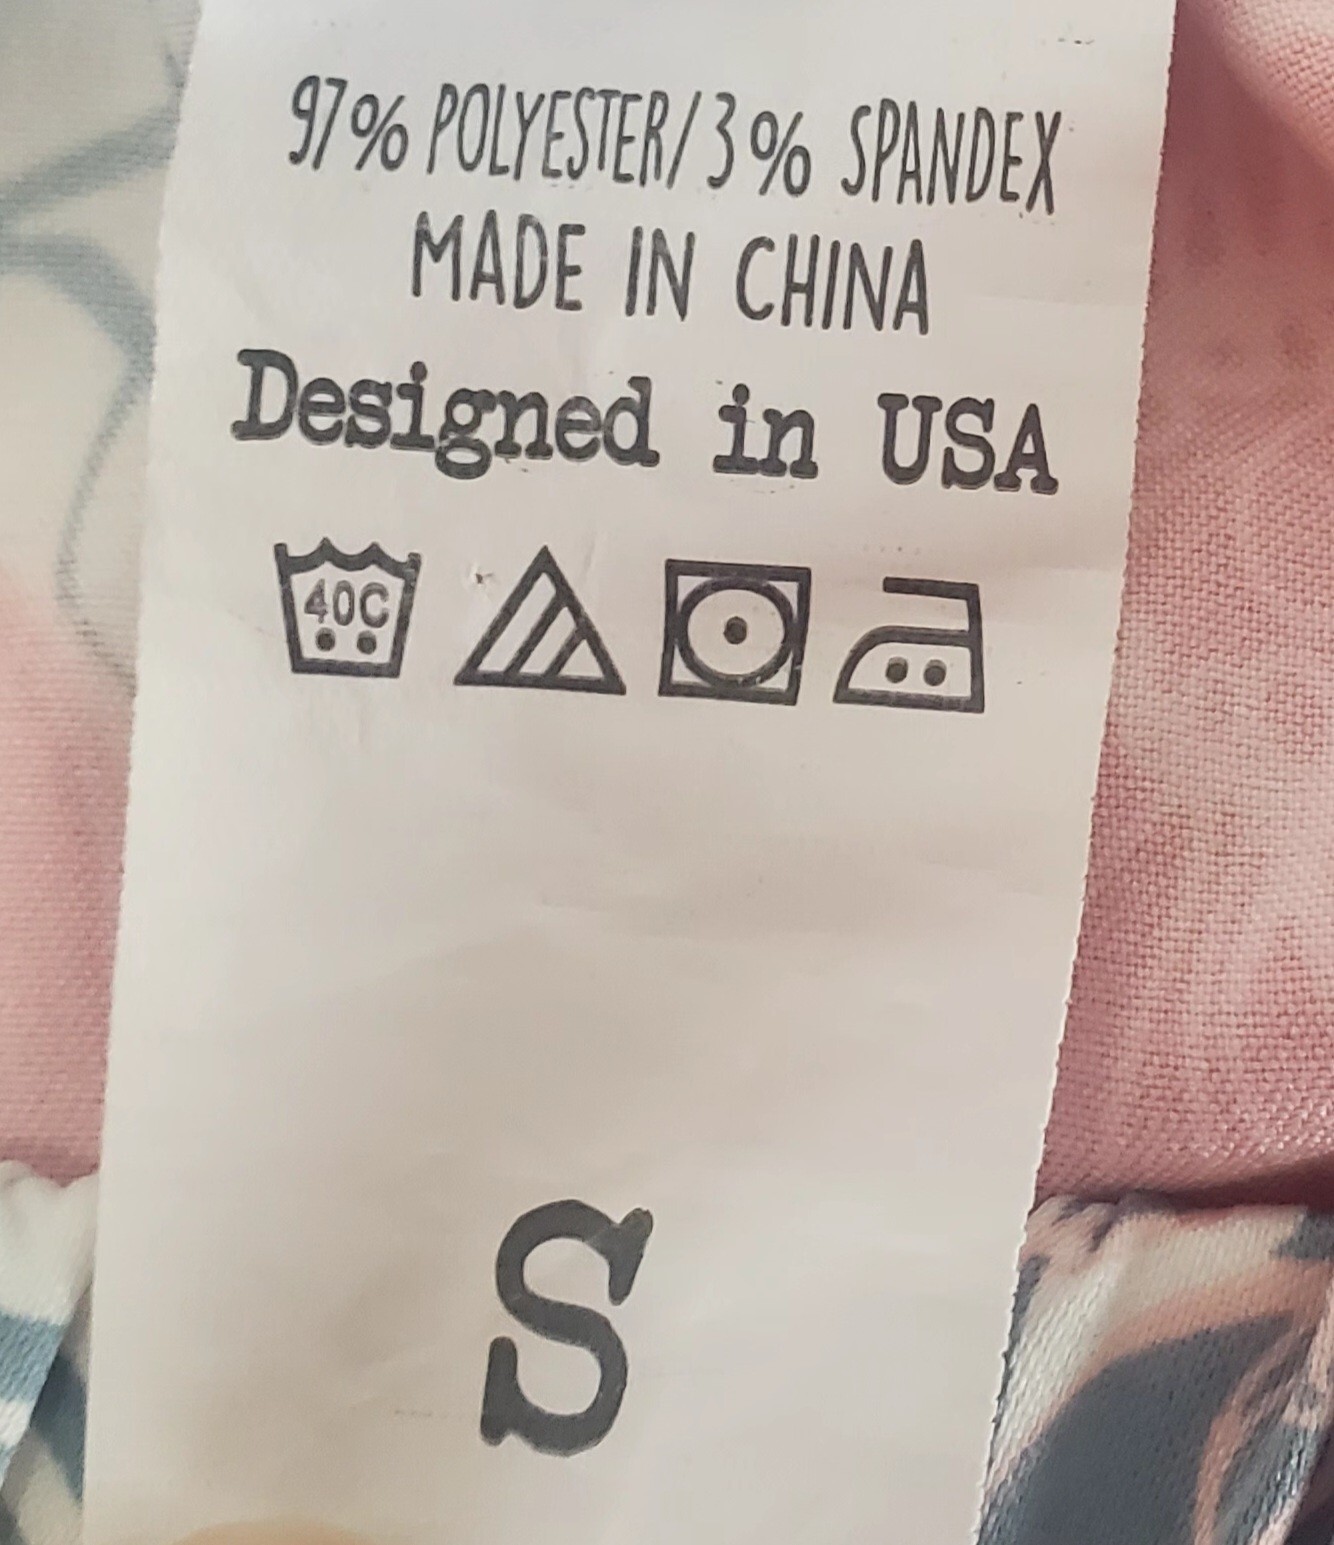 97% POLYESTER/3% SPANDEX
MADE IN CHINA
Designed in USA
40C
S